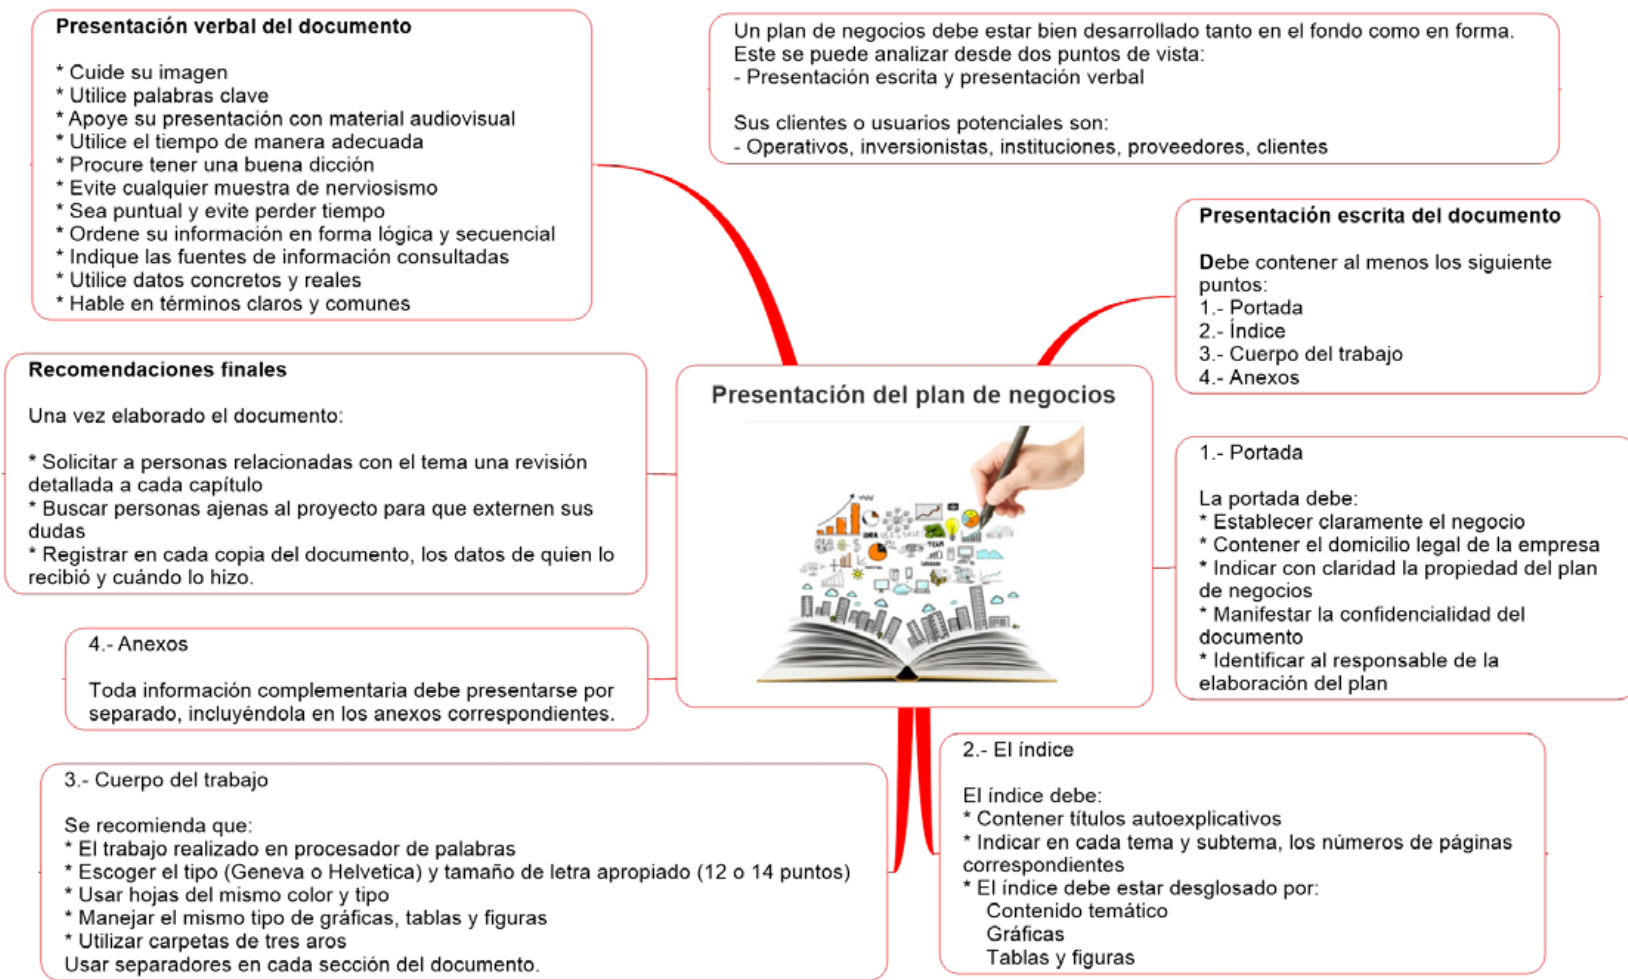 Presentación verbal del documento
* Cuide su imagen
* Utilice palabras clave
* Apoye su presentación con material audiovisual
* Utilice el tiempo de manera adecuada
* Procure tener una buena dicción
* Evite cualquier muestra de nerviosismo
* Sea puntual y evite perder tiempo
* Ordene su información en forma lógica y secuencial
* Indique las fuentes de información consultadas
* Utilice datos concretos y reales
* Hable en términos claros y comunes
Un plan de negocios debe estar bien desarrollado tanto en el fondo como en forma.
Este se puede analizar desde dos puntos de vista:
- Presentación escrita y presentación verbal
Sus clientes o usuarios potenciales son:
- Operativos, inversionistas, instituciones, proveedores, clientes
Presentación escrita del documento
Debe contener al menos los siguiente
puntos:
1.- Portada
2.- Índice
3.- Cuerpo del trabajo
4.- Anexos
Recomendaciones finales
Una vez elaborado el documento:
* Solicitar a personas relacionadas con el tema una revisión
detallada a cada capítulo
* Buscar personas ajenas al proyecto para que externen sus
dudas
* Registrar en cada copia del documento, los datos de quien lo
recibió y cuándo lo hizo.
Presentación del plan de negocios
IDEA
TEAM
1.- Portada
La portada debe:
* Establecer claramente el negocio
* Contener el domicilio legal de la empresa
* Indicar con claridad la propiedad del plan
de negocios
* Manifestar la confidencialidad del
documento
* Identificar al responsable de la
elaboración del plan
4.- Anexos
Toda información complementaria debe presentarse por
separado, incluyéndola en los anexos correspondientes.
3.- Cuerpo del trabajo
Se recomienda que:
* El trabajo realizado en procesador de palabras
* Escoger el tipo (Geneva o Helvetica) y tamaño de letra apropiado (12 o 14 puntos)
* Usar hojas del mismo color y tipo
* Manejar el mismo tipo de gráficas, tablas y figuras
* Utilizar carpetas de tres aros
Usar separadores en cada sección del documento.
2.- El índice
El índice debe:
* Contener títulos autoexplicativos
* Indicar en cada tema y subtema, los números de páginas
correspondientes
* El índice debe estar desglosado por:
Contenido temático
Gráficas
Tablas y figuras